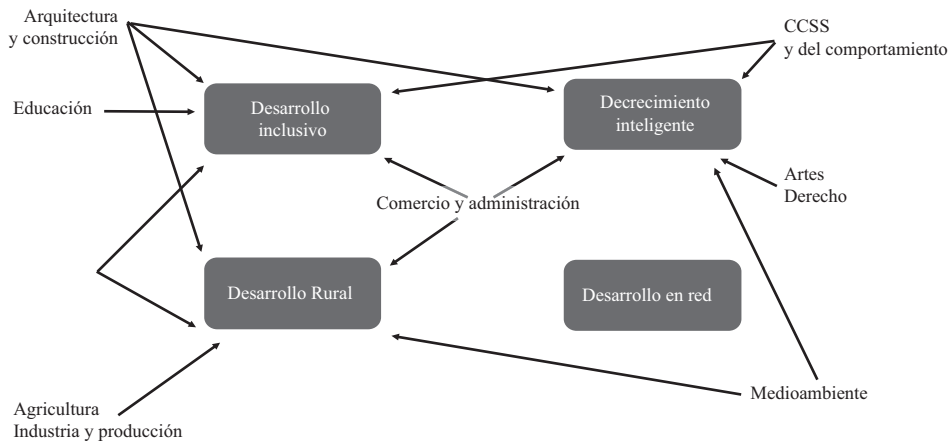 Arquitectura
y construcción
CCSS
y del comportamiento
Educación
Desarrollo
inclusivo
Decrecimiento
inteligente
Artes
Derecho
Comercio y administración
Desarrollo Rural
Desarrollo en red
Medioambiente
Agricultura
Industria y producción